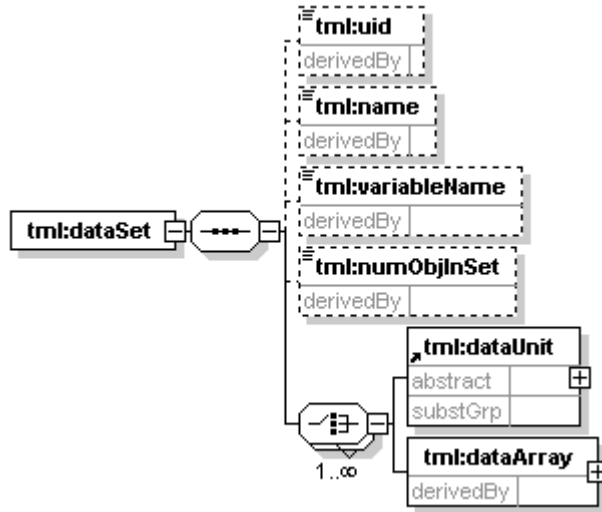 tml:uid
derivedBy
tml:name
derivedBy
tml:variableName
derivedBy
tml:dataSet
tml:numObjInSet
derivedBy
tml:dataUnit
abstract
substGrp
tml:dataArray
1..∞
derivedBy